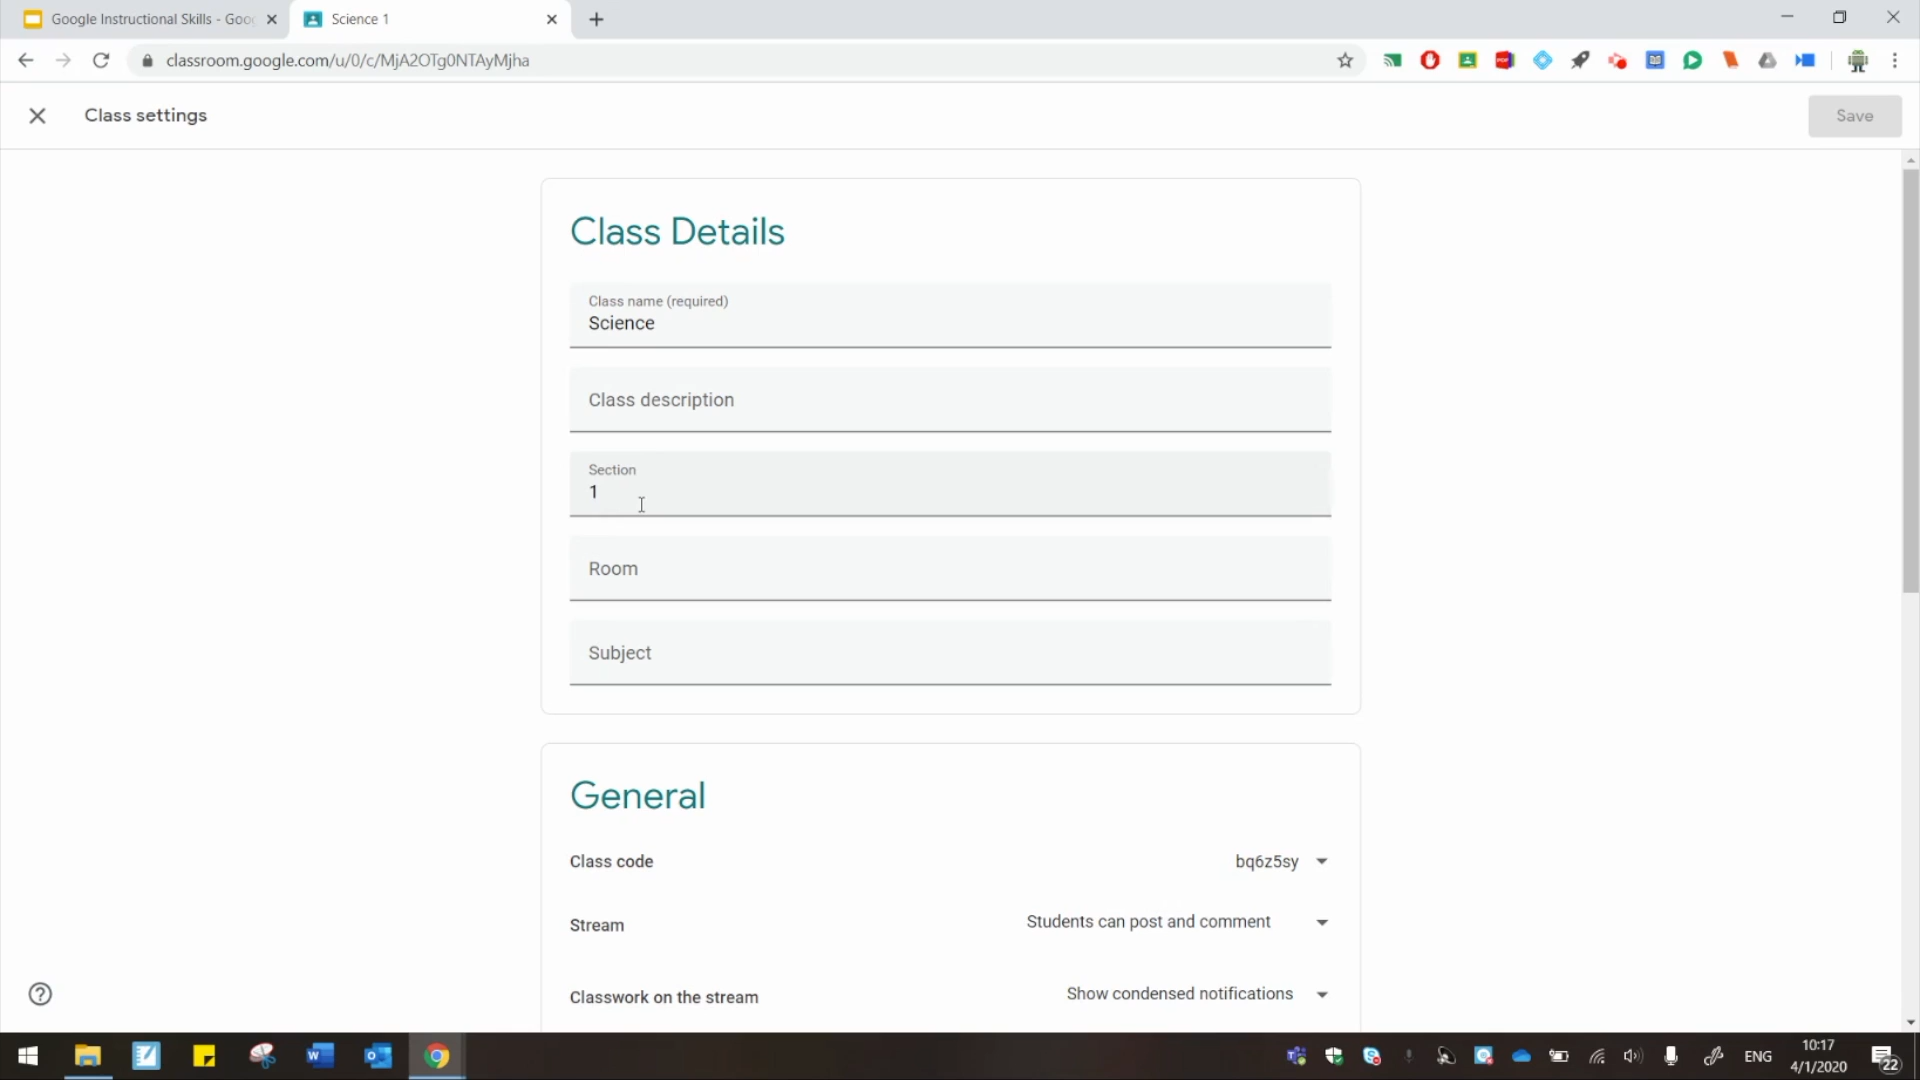 Google Instructional Skills - Goo
Science 1
classroom.google.com/u/0/c/MjA2OTg0NTAyMjha
Class settings
Save
Class Details
Class name (required)
Science
Class description
Section
1
Room
Subject
General
Class code
bq6z5sy
Stream
Students can post and comment
Classwork on the stream
Show condensed notifications
ENG
10:17
4/1/2020
22